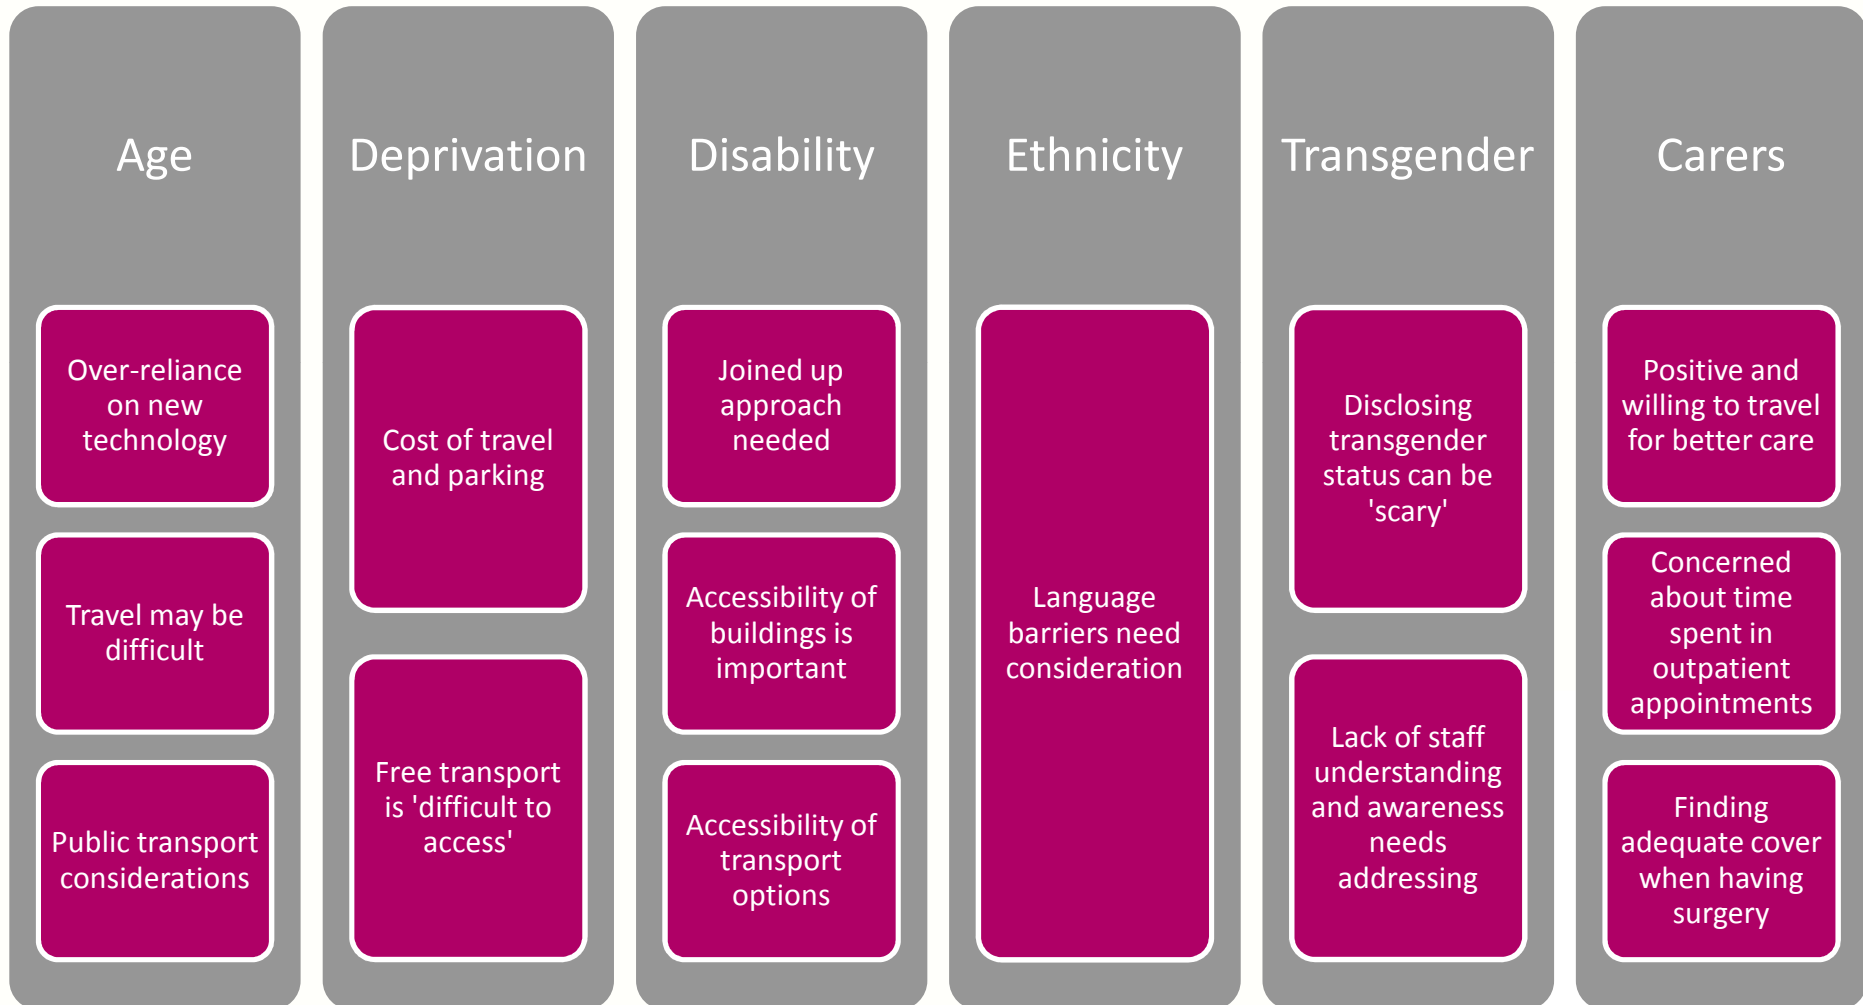 Age
Over-reliance
on new
technology
Travel may be
difficult
Public transport
considerations
Deprivation
Cost of travel
and parking
Free transport
is 'difficult to
access'
Disability
Joined up
approach
needed
Accessibility of
buildings is
important
Accessibility of
transport
options
Ethnicity
Language
barriers need
consideration
Transgender
Disclosing
transgender
status can be
'scary'
Lack of staff
understanding
and awareness
needs
addressing
Carers
Positive and
willing to travel
for better care
Concerned
about time
spent in
outpatient
appointments
Finding
adequate cover
when having
surgery